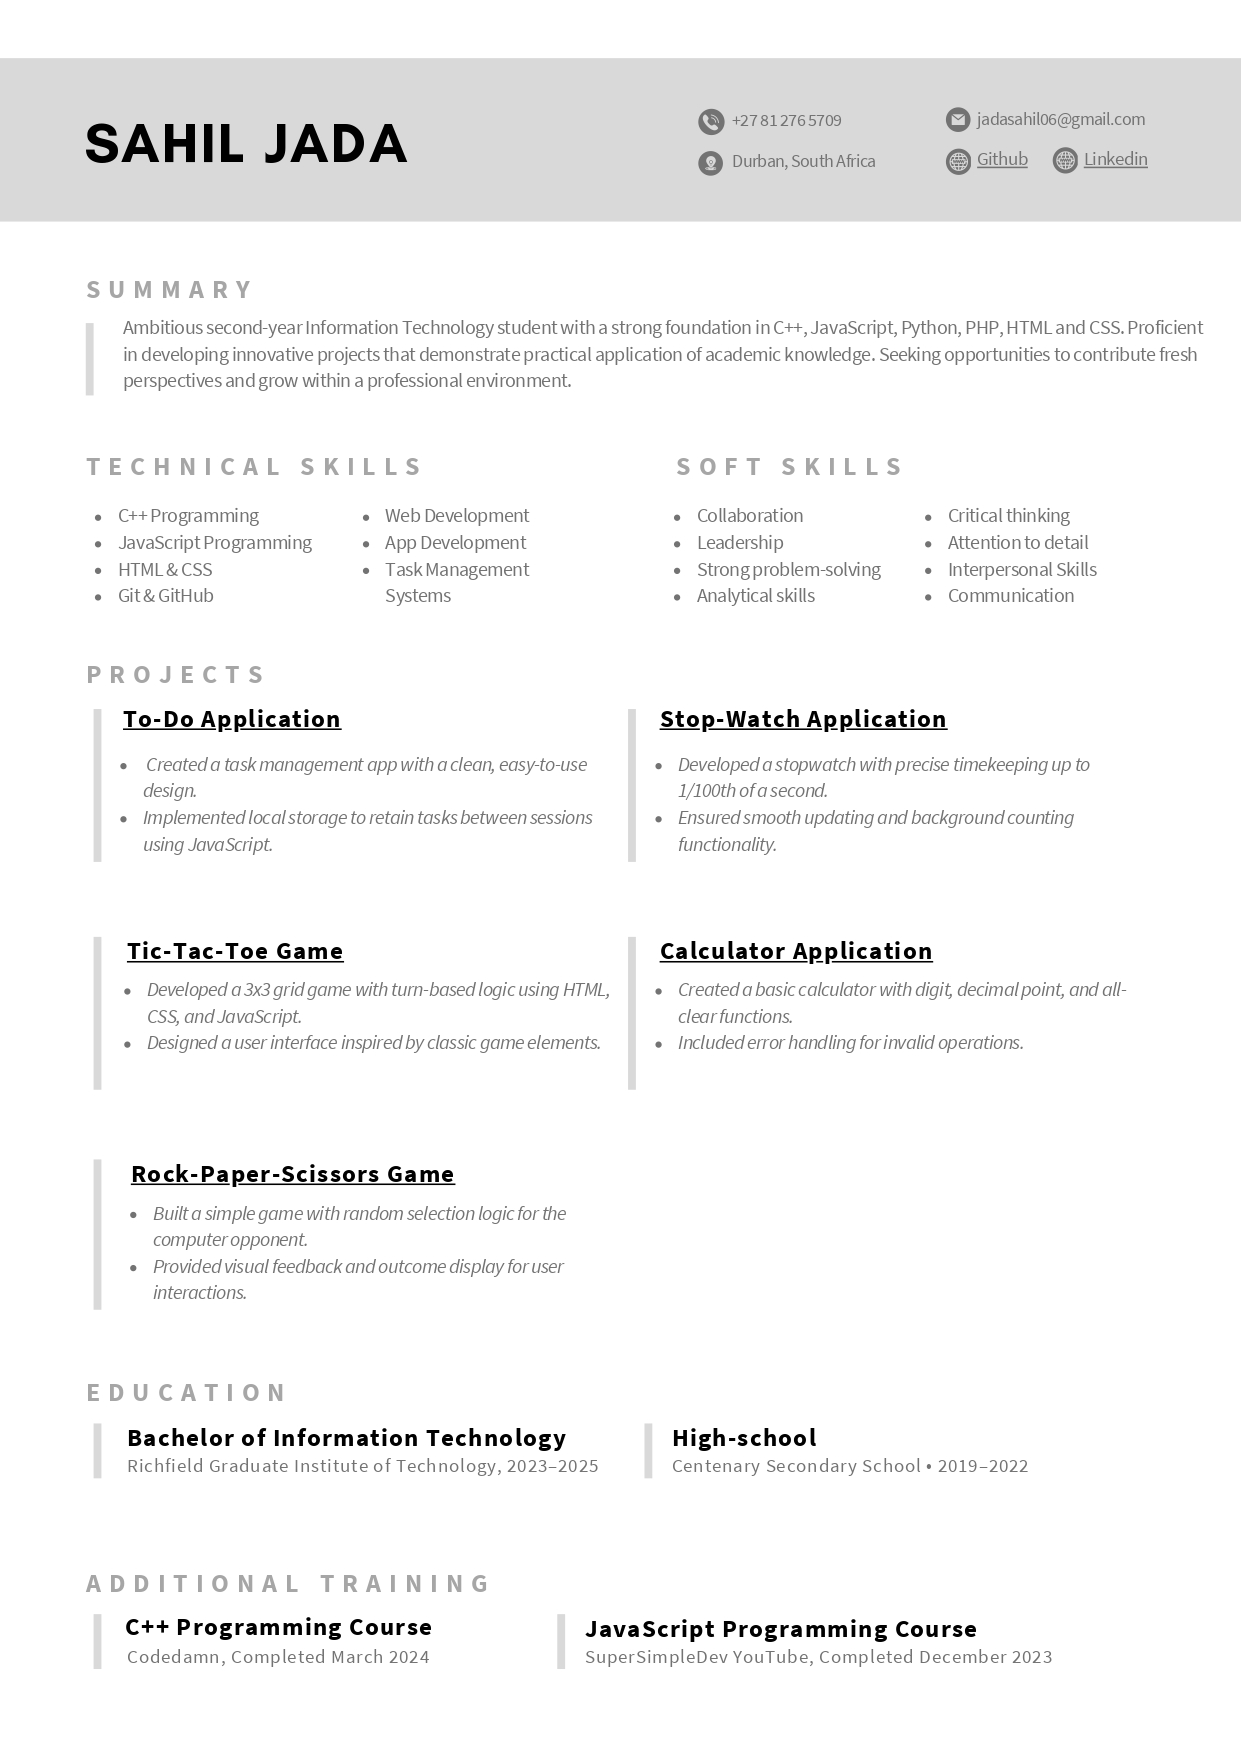 SAHIL JADA
+27 81 276 5709
jadasahil06@gmail.com
Durban, South Africa
Github
Linkedin
SUMMARY
Ambitious second-year Information Technology student with a strong foundation in C++, JavaScript, Python, PHP, HTML and CSS. Proficient
in developing innovative projects that demonstrate practical application of academic knowledge. Seeking opportunities to contribute fresh
perspectives and grow within a professional environment.
TECHNICAL SKILLS
• C++ Programming
• JavaScript Programming
• HTML & CSS
• Git & GitHub
• Web Development
• App Development
• Task Management
Systems
SOFT SKILLS
• Collaboration
• Leadership
• Strong problem-solving
• Analytical skills
• Critical thinking
• Attention to detail
• Interpersonal Skills
• Communication
PROJECTS
To-Do Application
• Created a task management app with a clean, easy-to-use
design.
• Implemented local storage to retain tasks between sessions
using JavaScript.
Stop-Watch Application
• Developed a stopwatch with precise timekeeping up to
1/100th of a second.
• Ensured smooth updating and background counting
functionality.
Tic-Tac-Toe Game
• Developed a 3x3 grid game with turn-based logic using HTML,
CSS, and JavaScript.
• Designed a user interface inspired by classic game elements.
Calculator Application
• Created a basic calculator with digit, decimal point, and all-
clear functions.
• Included error handling for invalid operations.
Rock-Paper-Scissors Game
• Built a simple game with random selection logic for the
computer opponent.
• Provided visual feedback and outcome display for user
interactions.
EDUCATION
Bachelor of Information Technology
Richfield Graduate Institute of Technology, 2023–2025
High-school
Centenary Secondary School • 2019–2022
ADDITIONAL TRAINING
C++ Programming Course
Codedamn, Completed March 2024
JavaScript Programming Course
SuperSimpleDev YouTube, Completed December 2023